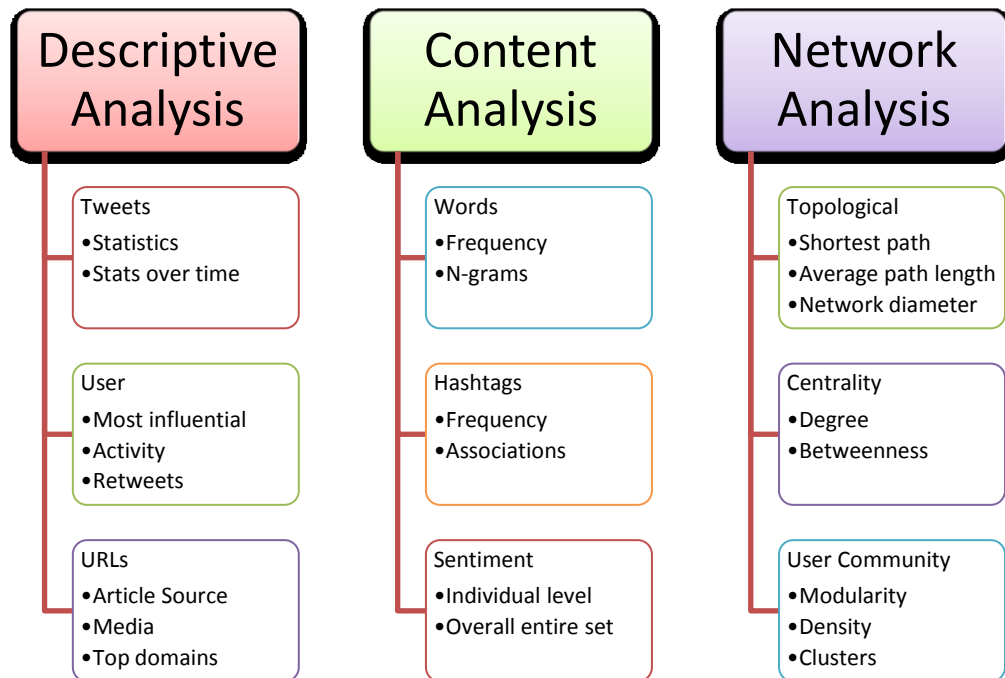 Descriptive
Analysis
Tweets
•Statistics
•Stats over time
User
•Most influential
•Activity
•Retweets
URLs
•Article Source
•Media
•Top domains
Content
Analysis
Words
•Frequency
•N-grams
Hashtags
•Frequency
•Associations
Sentiment
•Individual level
•Overall entire set
Network
Analysis
Topological
•Shortest path
•Average path length
•Network diameter
Centrality
•Degree
•Betweenness
User Community
•Modularity
•Density
•Clusters